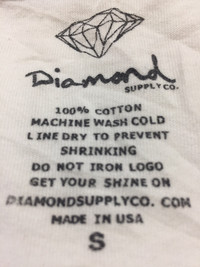 Diamond
SUPPLY CO.
100% COTTON
MACHINE WASH COLD
LINE DRY TO PREVENT
SHRINKING
DO NOT IRON LOGO
GET YOUR SHINE ON
DIAMONDSUPPLYCO. COM
MADE IN USA
S